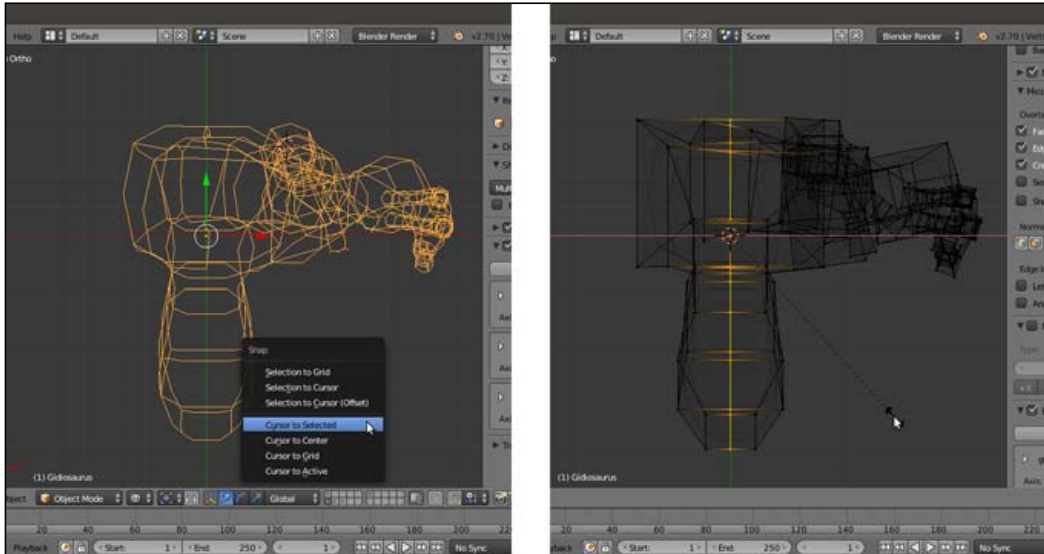 Help Default Scene Blender Render v2.70 | Ve
Ortho
Mul
Snap
Selection to Grid
Selection to Cursor
Selection to Cursor (Offset)
Cursor to Selected
Cursor to Center
Cursor to Grid
Cursor to Active
(1) Gidiosaurus
Object Mode Global
20 40 60 80 100 120 140 160 180 200
Playback Start: 1 End: 250 1 No Sync
Default Scene Blender Render v2.70 | Vert
(1) Gidiosaurus
Axis
20 40 60 80 100 120 140 160 180 200 220
Start: 1 End: 250 1 No Sync